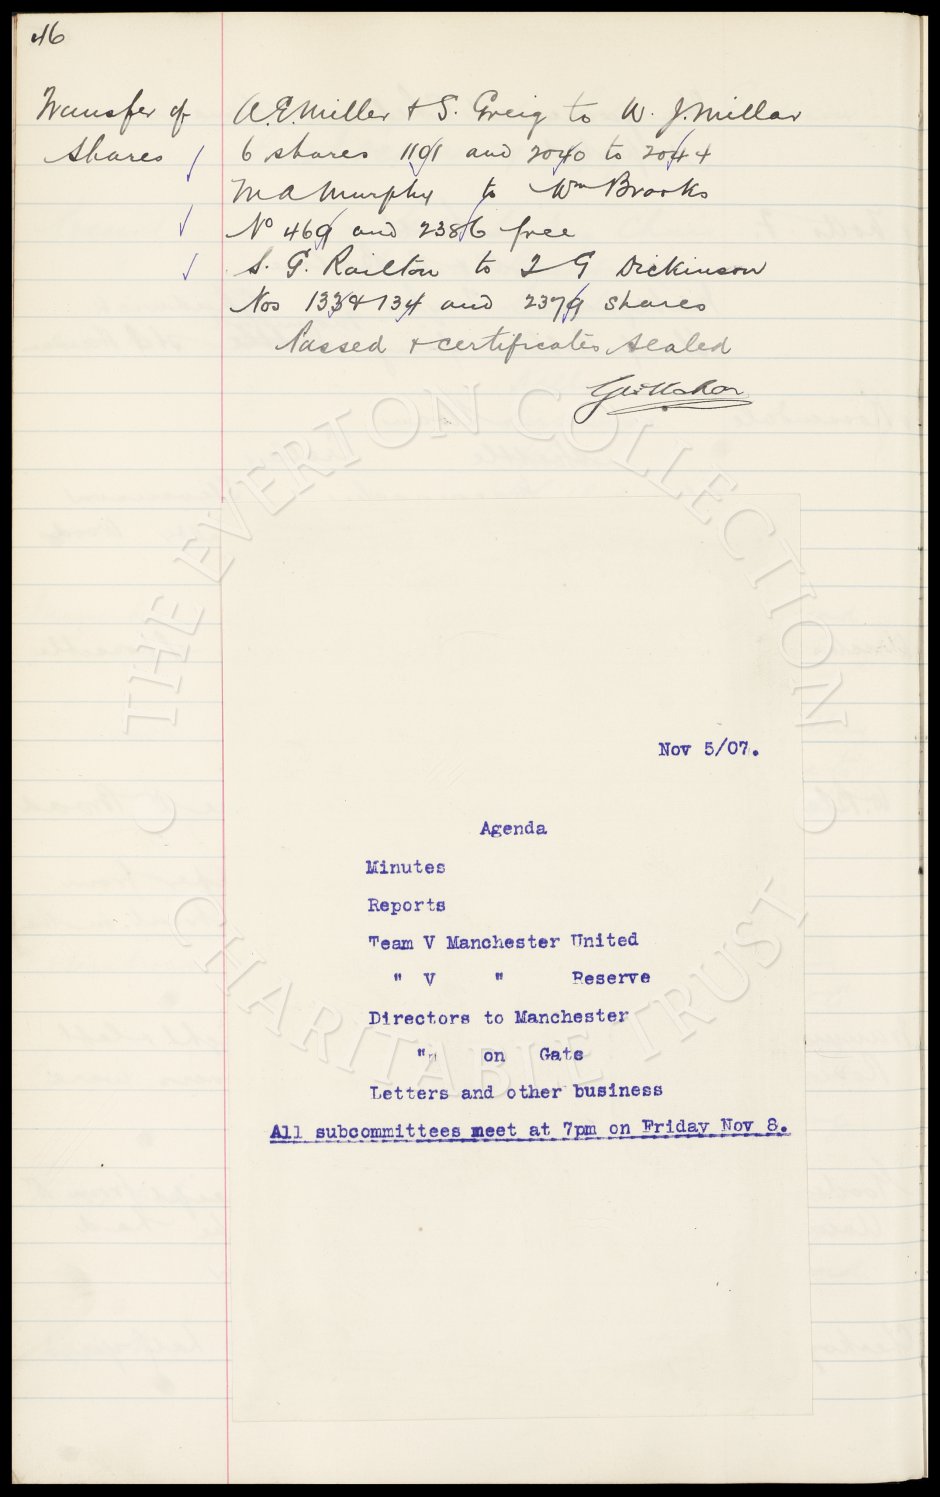 46
Transfer of
Shares
A.E. Miller & S. Greig to W. J. Millar
6 shares 1101 and 2040 to 2044
M A Murphy to Wm Brooks
No 469 and 2386 free
S. G. Railton to G Dickinson
Nos 133 & 134 and 2379 shares
Passed & certificates sealed
THE EVERTON COLLECTION
CHARITABLE TRUST
Nov 5/07.
Agenda
Minutes
Reports
Team V Manchester United
" V " Reserve
Directors to Manchester
"" on Gate
Letters and other business
All subcommittees meet at 7pm on Friday Nov 8.